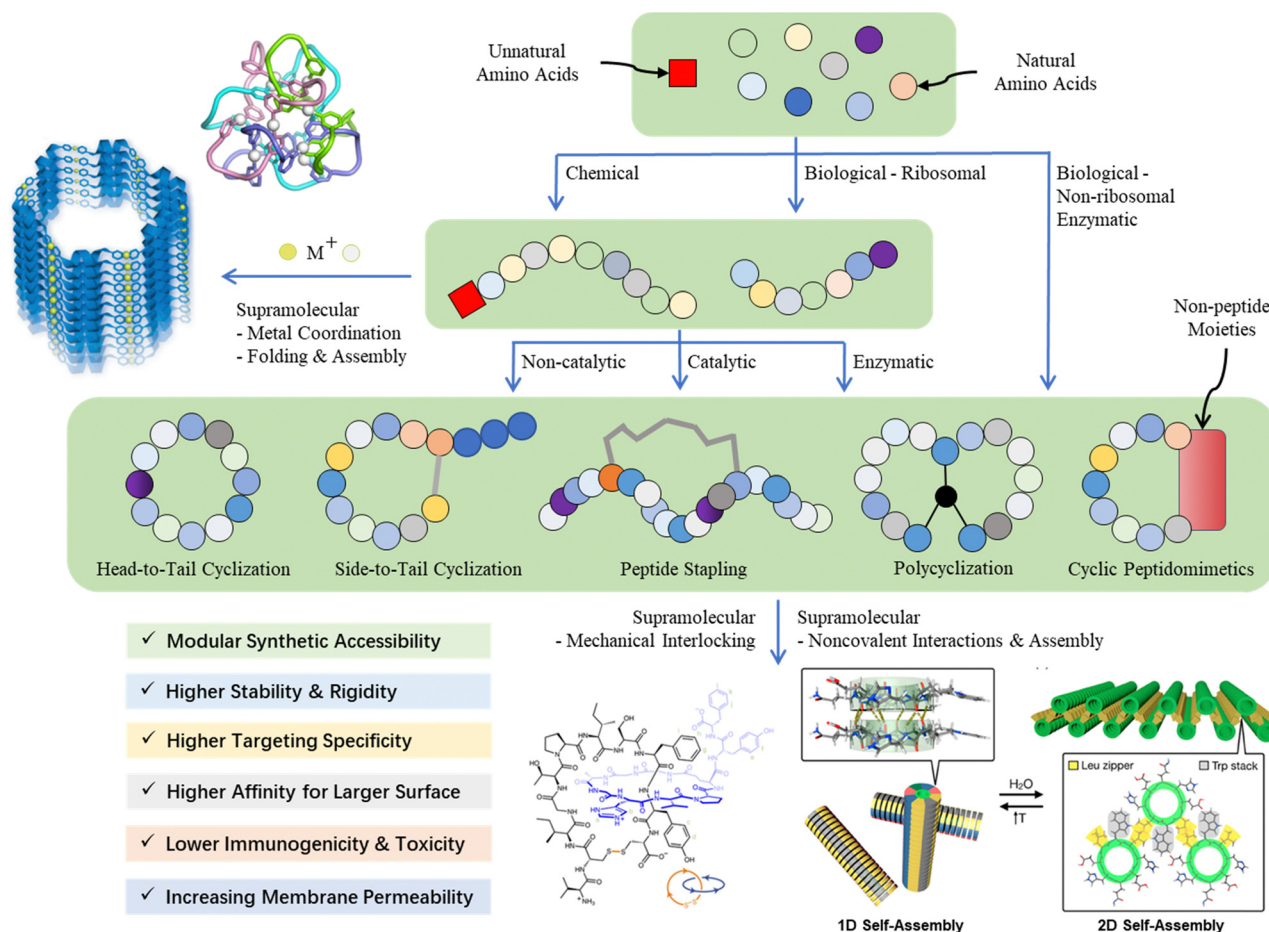 Unnatural
Amino Acids
Natural
Amino Acids
Chemical
Biological - Ribosomal
Biological -
Non-ribosomal
Enzymatic
M+
Supramolecular
- Metal Coordination
- Folding & Assembly
Non-peptide
Moieties
Non-catalytic
Catalytic
Enzymatic
Head-to-Tail Cyclization
Side-to-Tail Cyclization
Peptide Stapling
Polycyclization
Cyclic Peptidomimetics
Supramolecular
- Mechanical Interlocking
Supramolecular
- Noncovalent Interactions & Assembly
✓ Modular Synthetic Accessibility
✓ Higher Stability & Rigidity
✓ Higher Targeting Specificity
✓ Higher Affinity for Larger Surface
✓ Lower Immunogenicity & Toxicity
✓ Increasing Membrane Permeability
H2O
↑T
Leu zipper
Trp stack
1D Self-Assembly
2D Self-Assembly